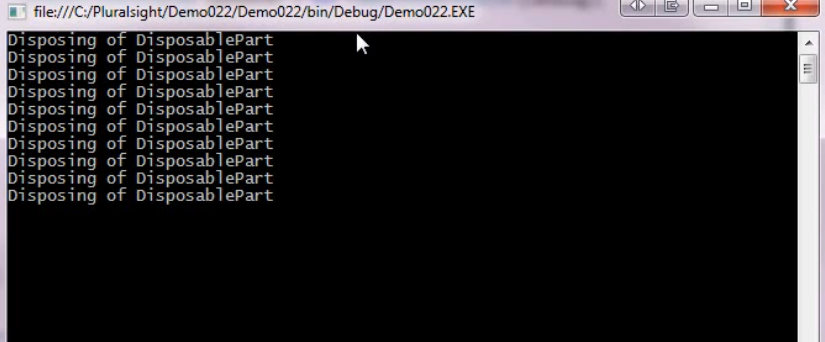 file:///C:/Pluralsight/Demo022/Demo022/bin/Debug/Demo022.EXE
Disposing of DisposablePart
Disposing of DisposablePart
Disposing of DisposablePart
Disposing of DisposablePart
Disposing of DisposablePart
Disposing of DisposablePart
Disposing of DisposablePart
Disposing of DisposablePart
Disposing of DisposablePart
Disposing of DisposablePart